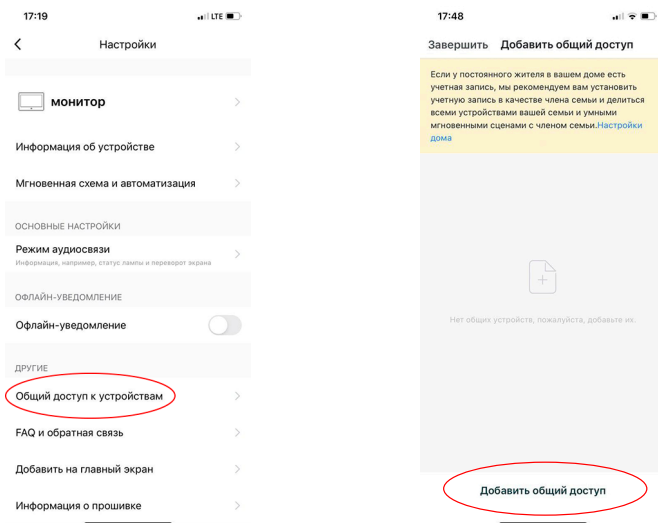 17:19
LTE
Настройки
монитор
Информация об устройстве
Мгновенная схема и автоматизация
ОСНОВНЫЕ НАСТРОЙКИ
Режим аудиосвязи
Информация, например, статус лампы и переворот экрана
ОФЛАЙН-УВЕДОМЛЕНИЕ
Офлайн-уведомление
ДРУГИЕ
Общий доступ к устройствам
FAQ и обратная связь
Добавить на главный экран
Информация о прошивке
17:48
Завершить Добавить общий доступ
Если у постоянного жителя в вашем доме есть
учетная запись, мы рекомендуем вам установить
учетную запись в качестве члена семьи и делиться
всеми устройствами вашей семьи и умными
мгновенными сценами с членом семьи.Настройки
дома
Нет общих устройств, пожалуйста, добавьте их.
Добавить общий доступ